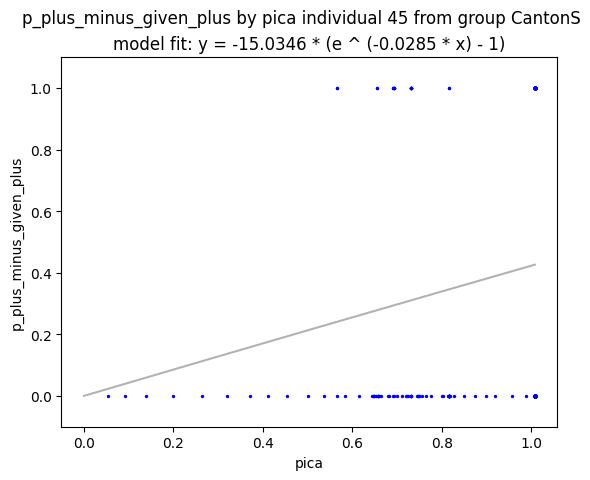 p_plus_minus_given_plus by pica individual 45 from group CantonS
model fit: y = -15.0346 * (e ^ (-0.0285 * x) - 1)
1.0
0.8
0.6
0.4
0.2
0.0
p_plus_minus_given_plus
0.0 0.2 0.4 0.6 0.8 1.0
pica